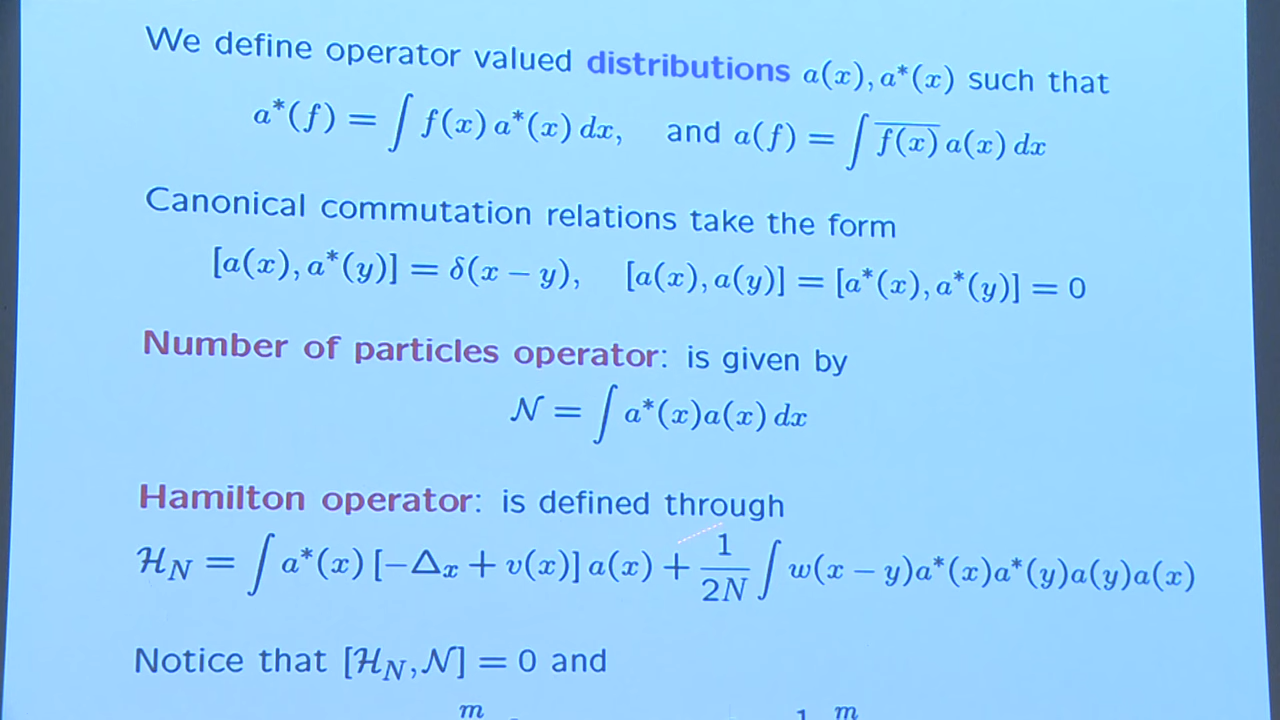 We define operator valued distributions a(x), a*(x) such that
a*(f) = ∫ f(x) a*(x) dx, and a(f) = ∫ \overline{f(x)} a(x) dx
Canonical commutation relations take the form
[a(x), a*(y)] = δ(x − y), [a(x), a(y)] = [a*(x), a*(y)] = 0
Number of particles operator: is given by
𝒩 = ∫ a*(x)a(x) dx
Hamilton operator: is defined through
ℋ_N = ∫ a*(x) [−Δ_x + v(x)] a(x) + \frac{1}{2N} ∫ w(x − y)a*(x)a*(y)a(y)a(x)
Notice that [ℋ_N, 𝒩] = 0 and
m 1 m